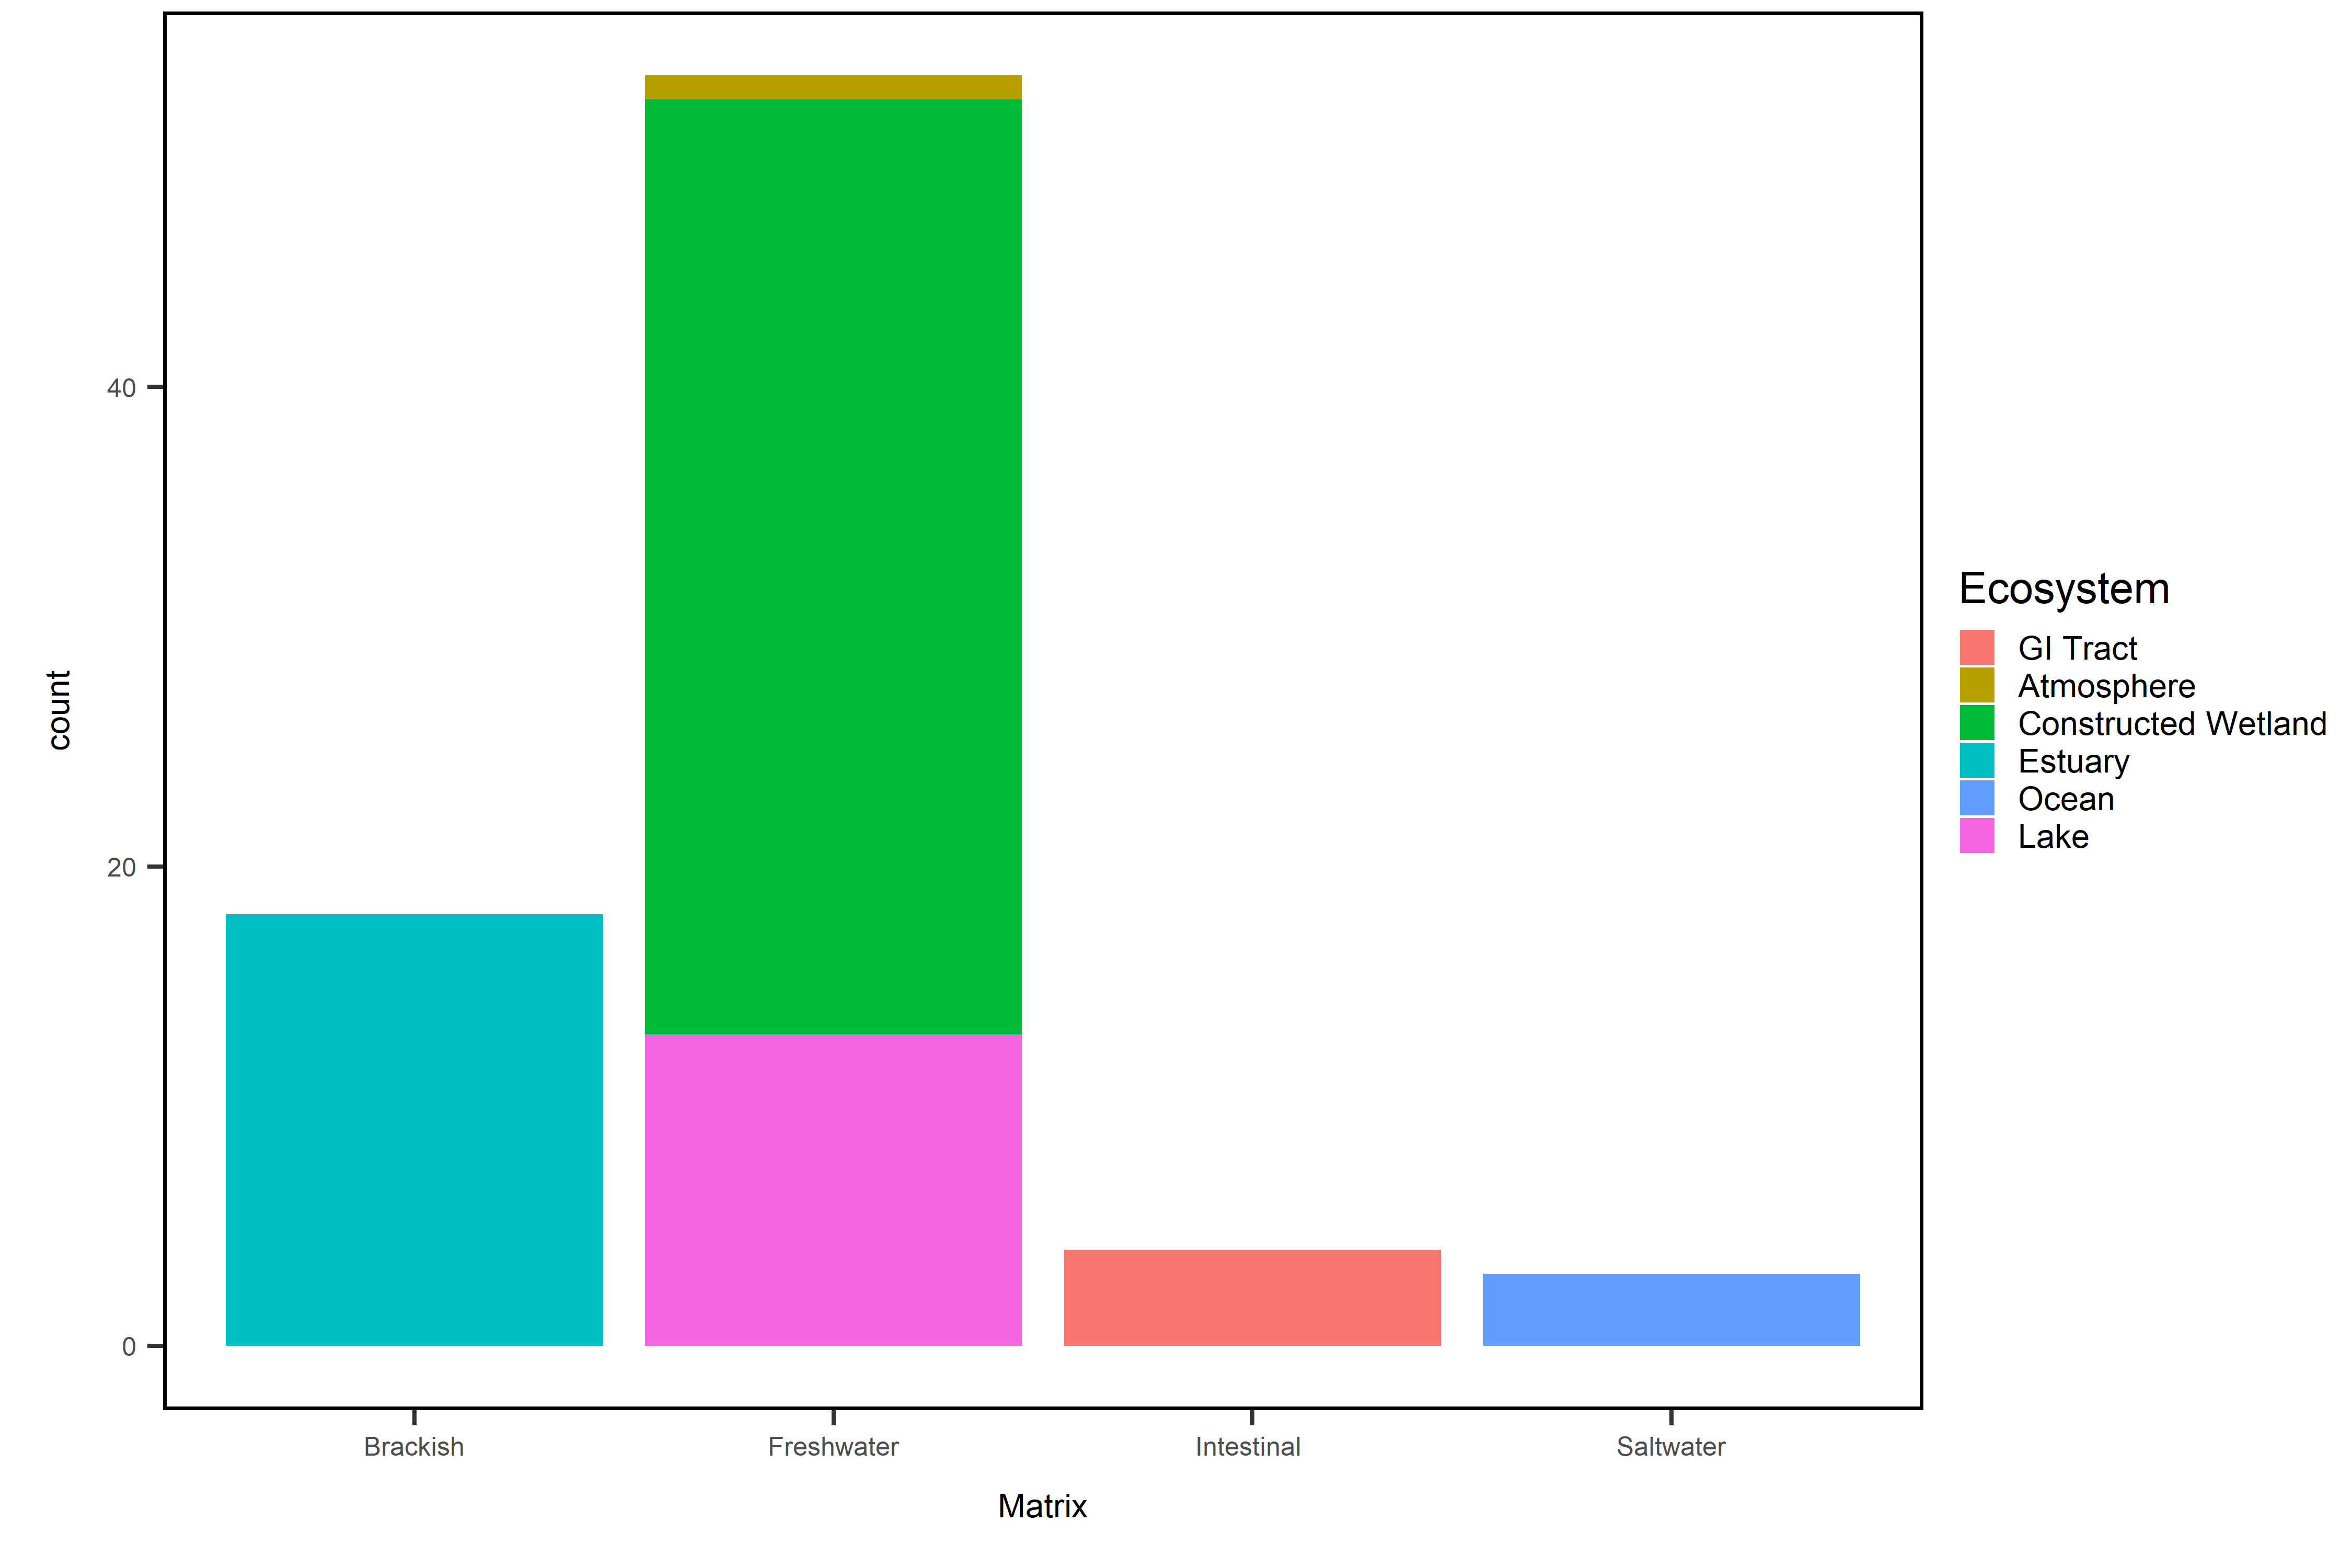 40
20
0
count
Brackish
Freshwater
Intestinal
Saltwater
Matrix
Ecosystem
GI Tract
Atmosphere
Constructed Wetland
Estuary
Ocean
Lake